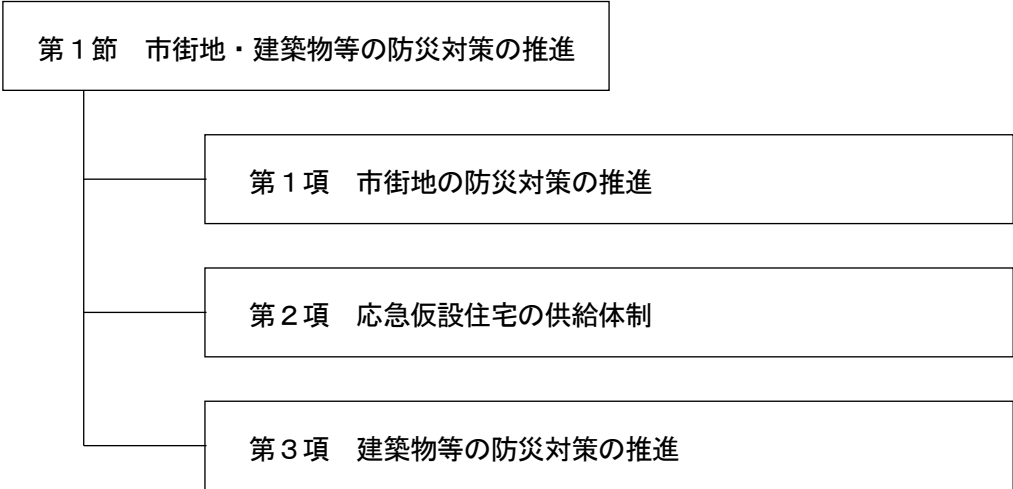 第１節　市街地・建築物等の防災対策の推進
第１項　市街地の防災対策の推進
第２項　応急仮設住宅の供給体制
第３項　建築物等の防災対策の推進